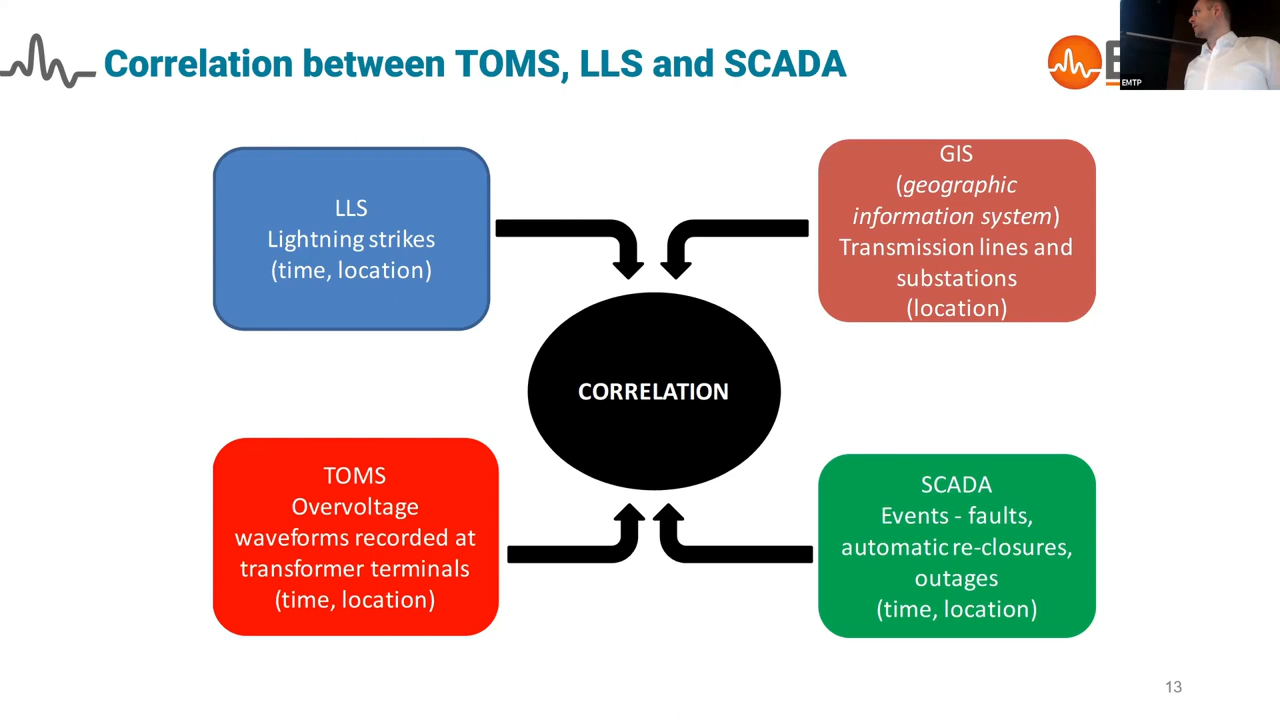 Correlation between TOMS, LLS and SCADA
E
EMTP
LLS
Lightning strikes
(time, location)
GIS
(geographic
information system)
Transmission lines and
substations
(location)
CORRELATION
TOMS
Overvoltage
waveforms recorded at
transformer terminals
(time, location)
SCADA
Events - faults,
automatic re-closures,
outages
(time, location)
13